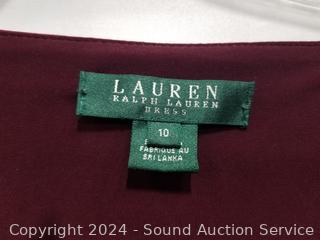 LAUREN
RALPH LAUREN
DRESS
10
FABRIQUE AU
SRI LANKA
Copyright 2024 - Sound Auction Service